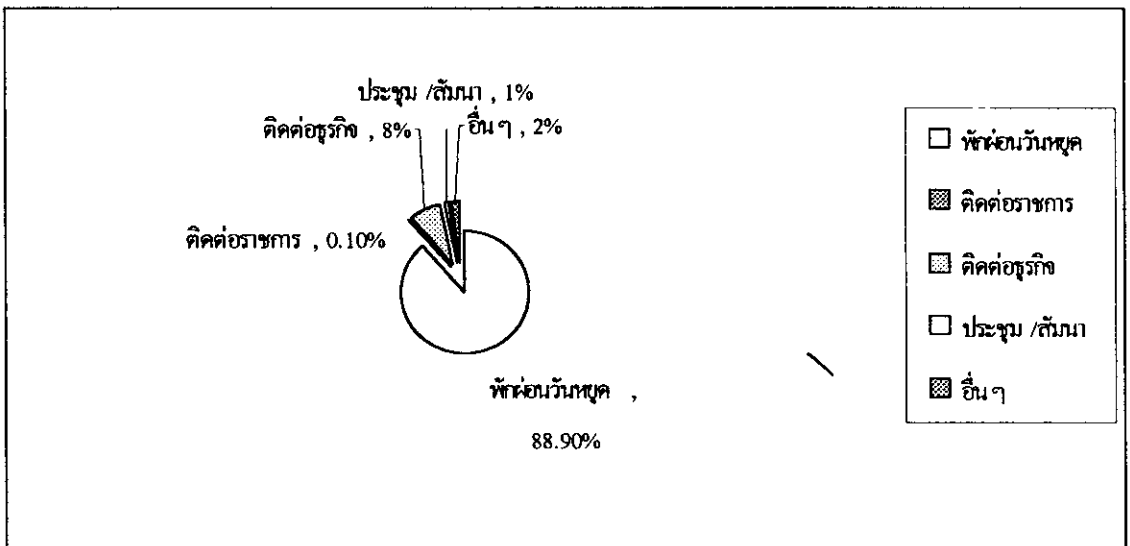 ประชุม /สัมนา , 1%
ติดต่อธุรกิจ , 8%
อื่น ๆ , 2%
ติดต่อราชการ , 0.10%
พักผ่อนวันหยุด ,
88.90%
พักผ่อนวันหยุด
ติดต่อราชการ
ติดต่อธุรกิจ
ประชุม /สัมนา
อื่น ๆ